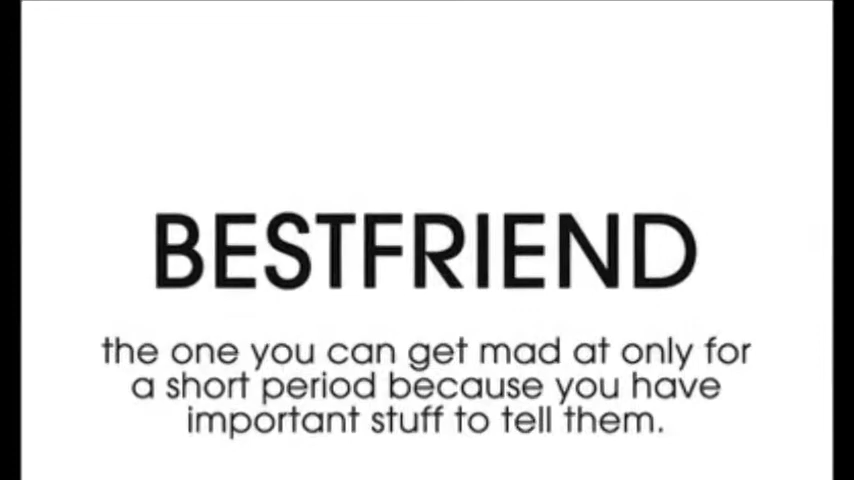 BESTFRIEND
the one you can get mad at only for
a short period because you have
important stuff to tell them.